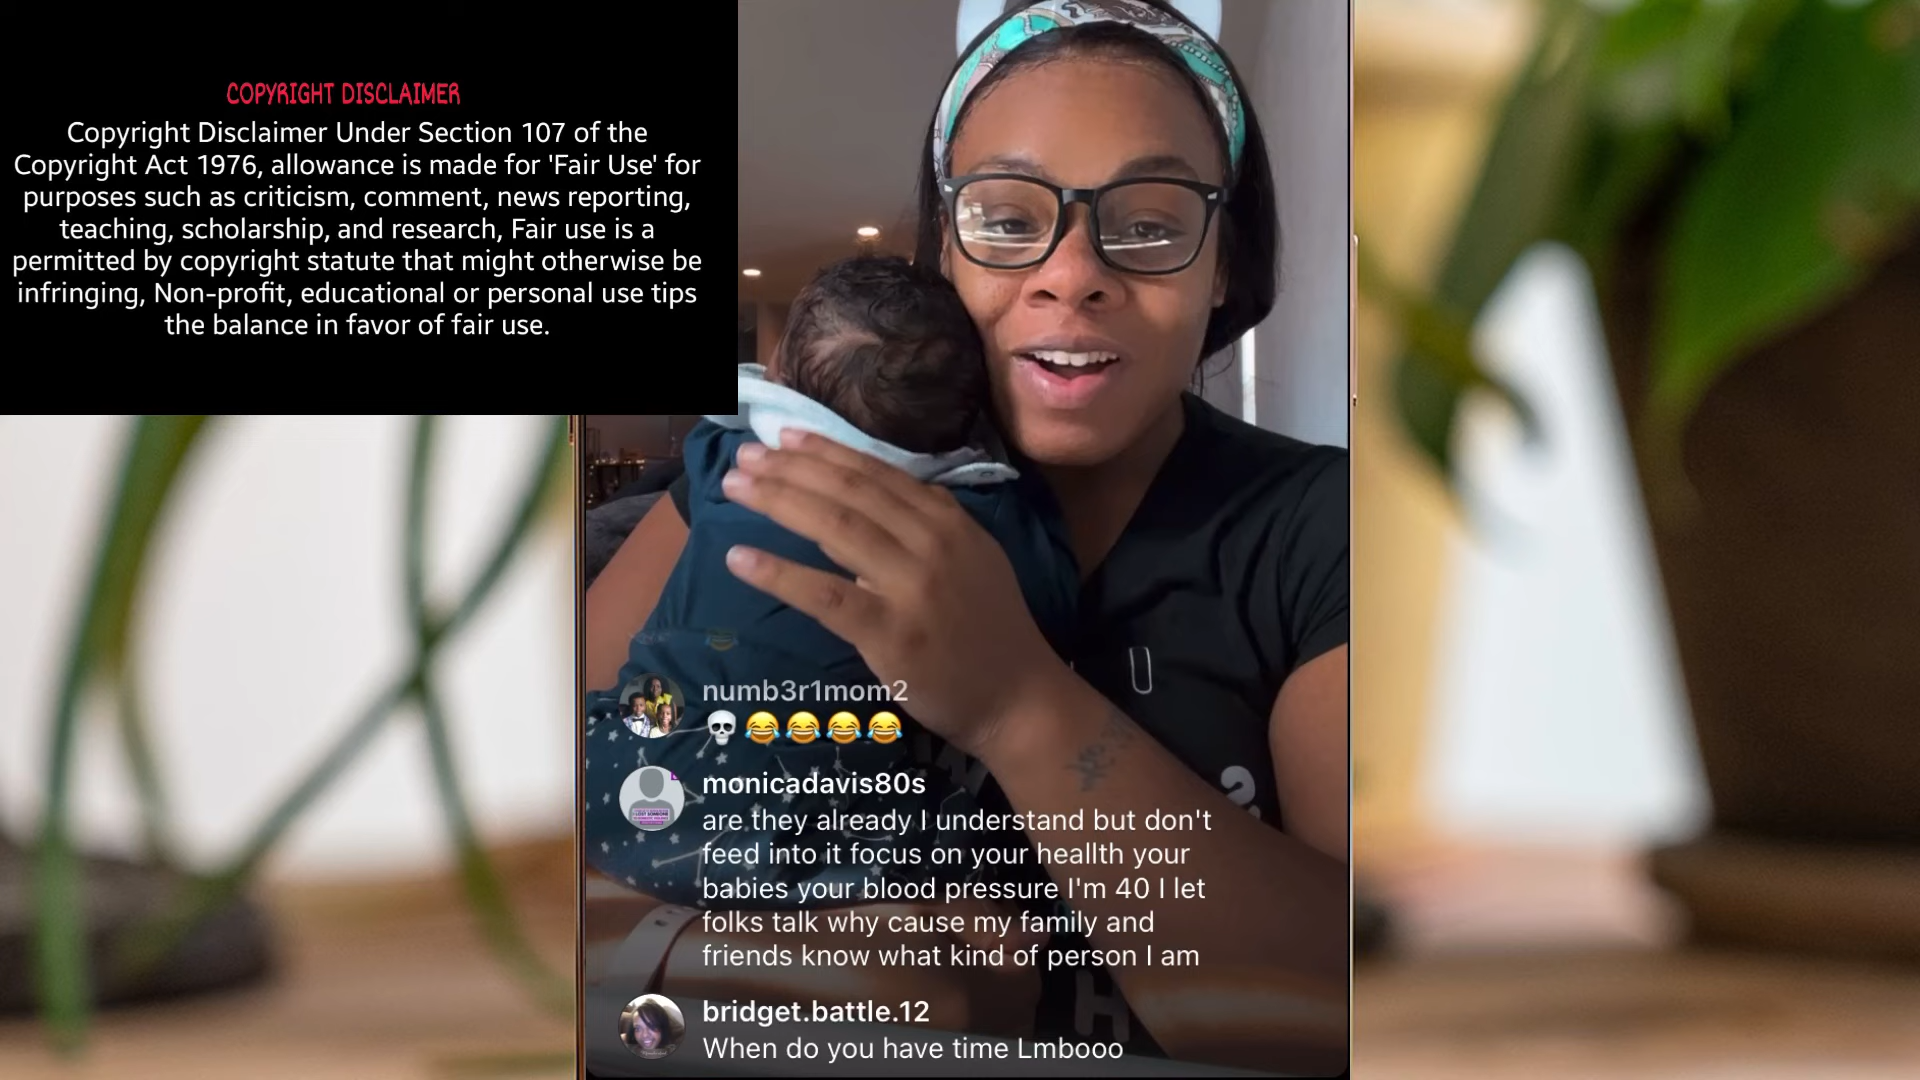 COPYRIGHT DISCLAIMER
Copyright Disclaimer Under Section 107 of the
Copyright Act 1976, allowance is made for 'Fair Use' for
purposes such as criticism, comment, news reporting,
teaching, scholarship, and research, Fair use is a
permitted by copyright statute that might otherwise be
infringing, Non-profit, educational or personal use tips
the balance in favor of fair use.
numb3r1mom2
💀😂😂😂😂
monicadavis80s
are they already I understand but don't
feed into it focus on your heallth your
babies your blood pressure I'm 40 I let
folks talk why cause my family and
friends know what kind of person I am
bridget.battle.12
When do you have time Lmbooo